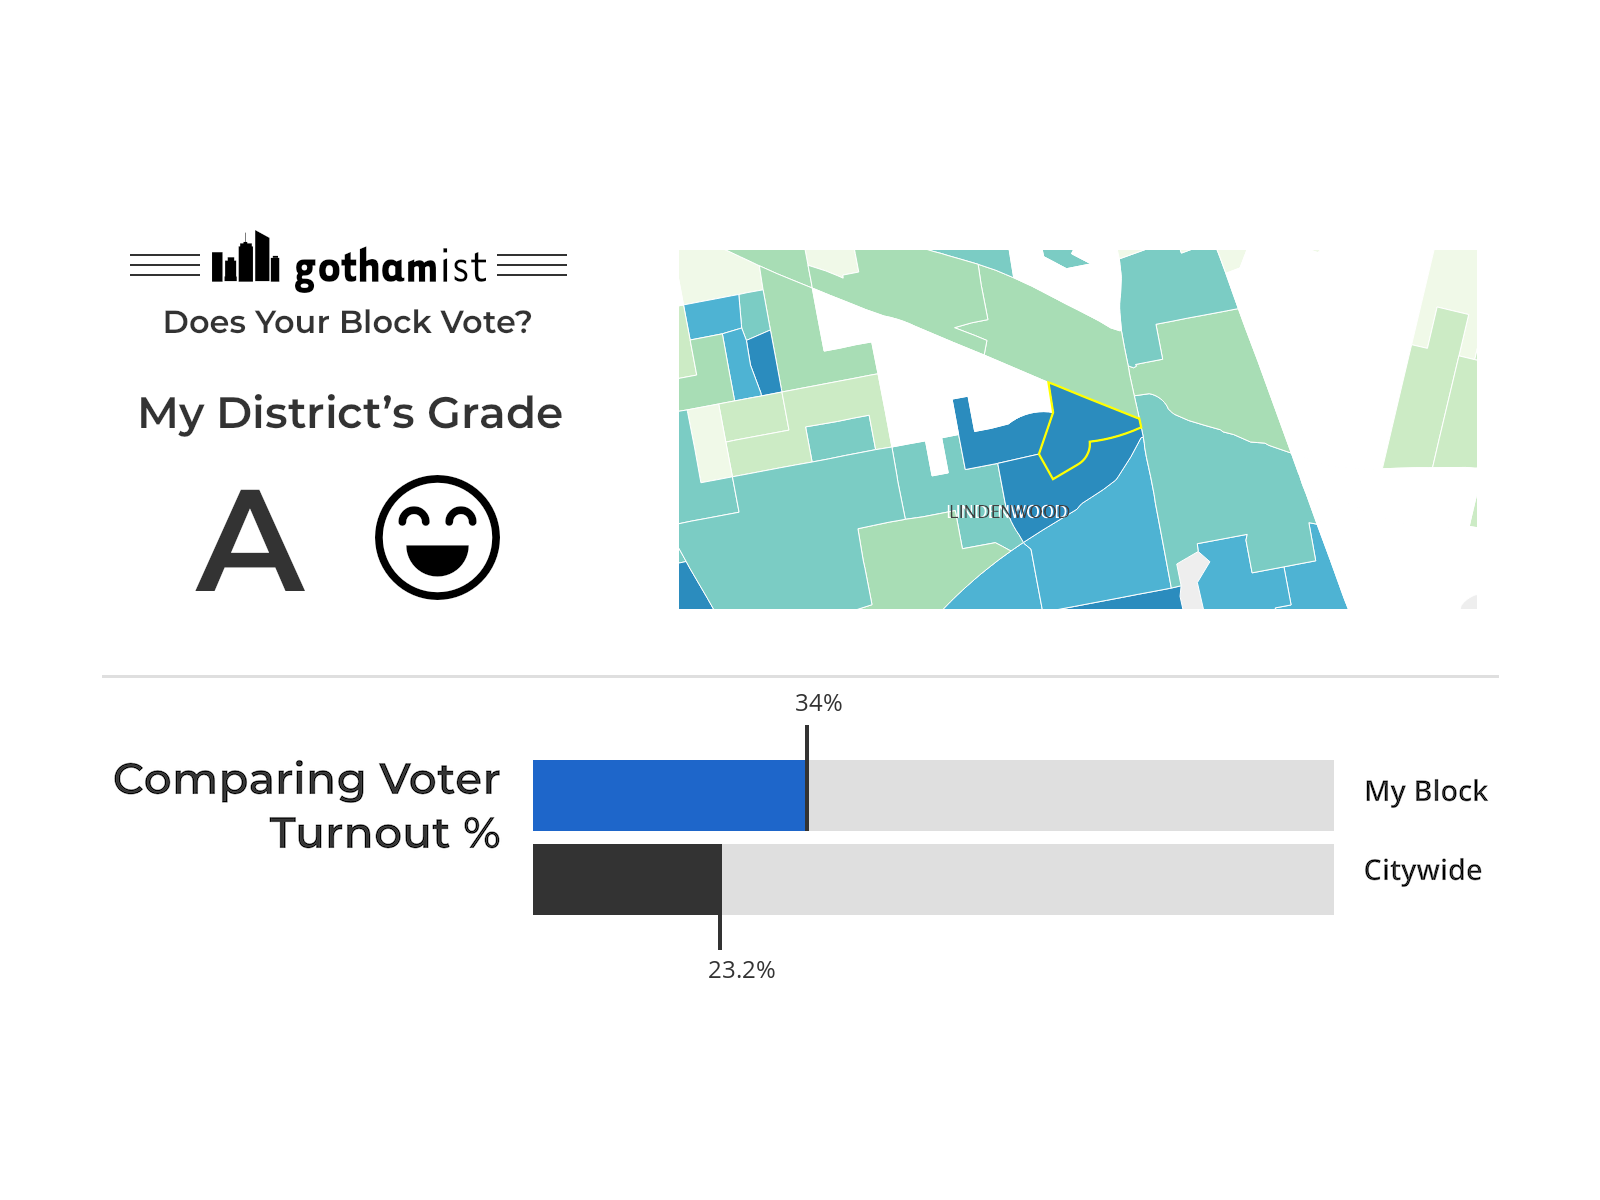 gothamist
Does Your Block Vote?
My District’s Grade
A
LINDENWOOD
34%
Comparing Voter
Turnout %
My Block
Citywide
23.2%